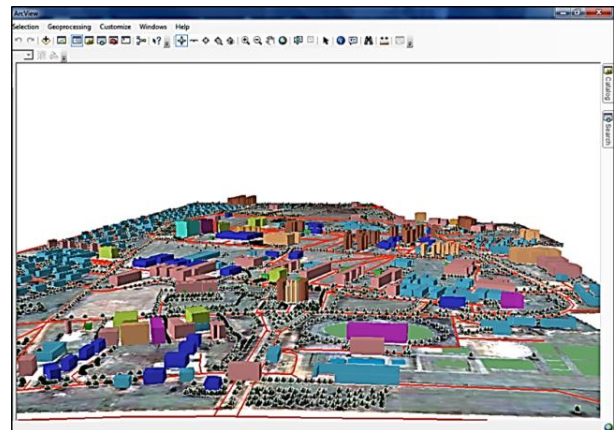 ArcView
Selection Geoprocessing Customize Windows Help
Catalog
Search